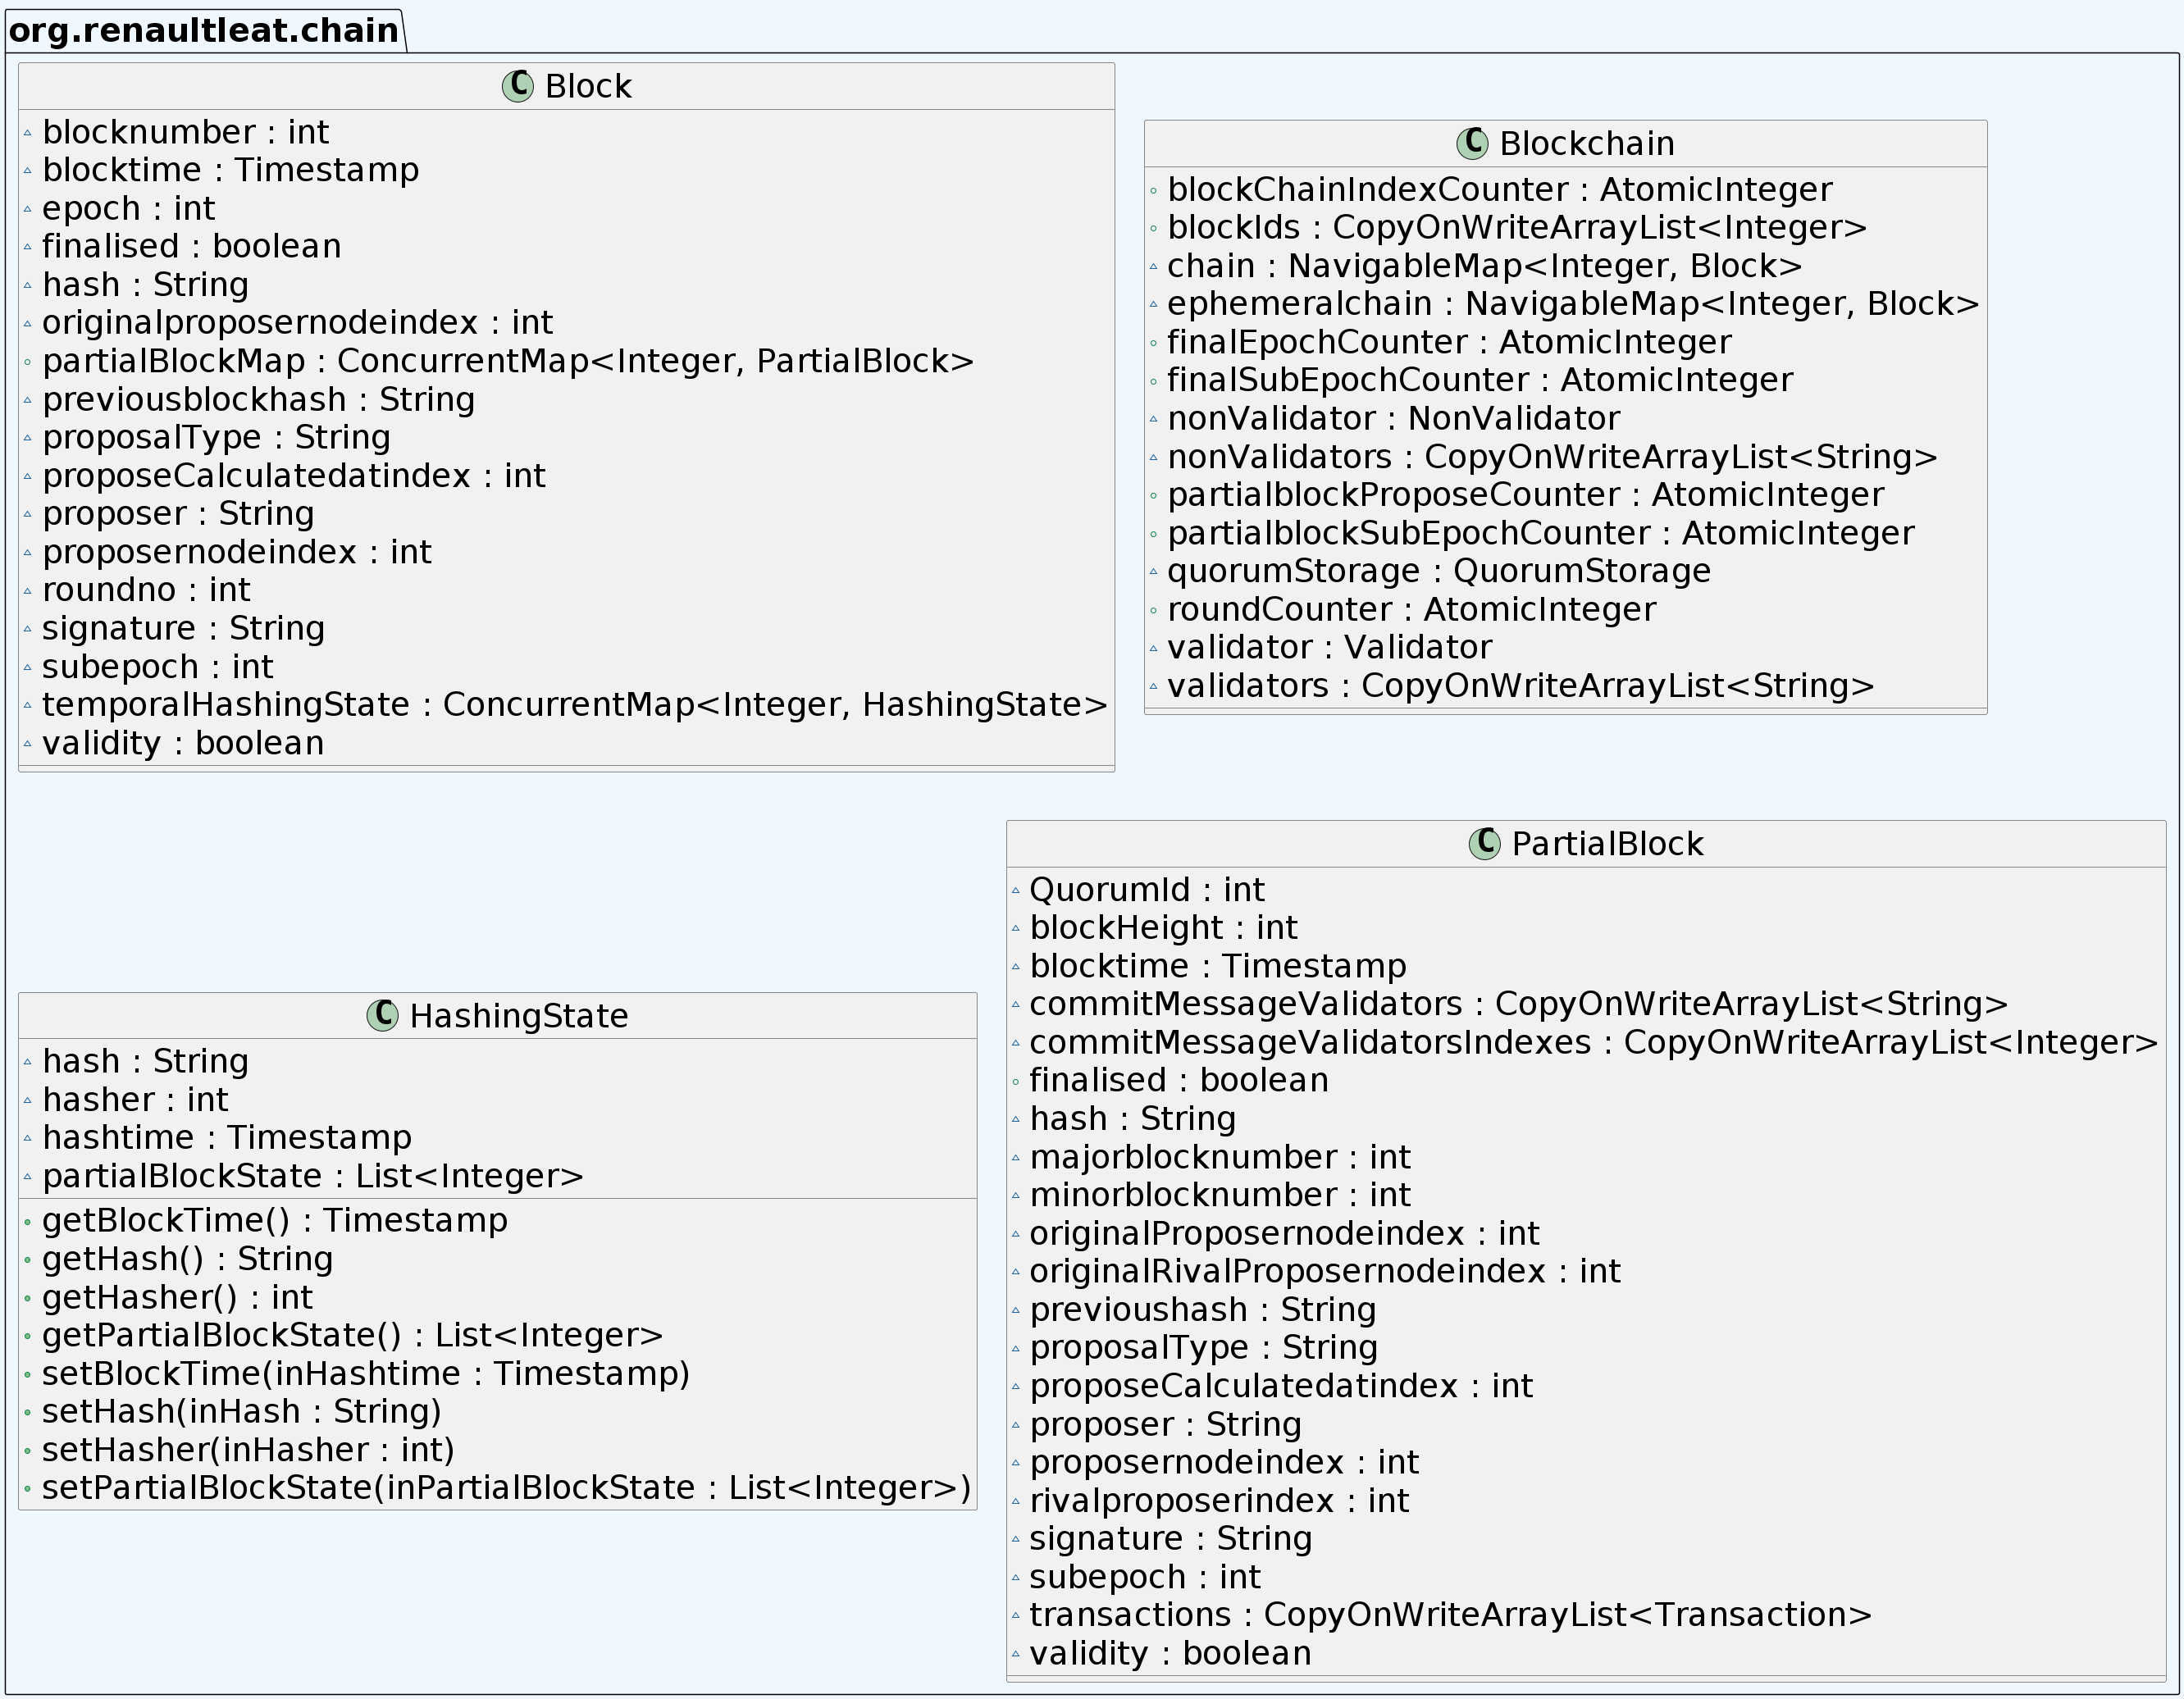 org.renaultleat.chain
C Block
blocknumber : int
blocktime : Timestamp
epoch : int
finalised : boolean
hash : String
originalproposernodeindex : int
partialBlockMap : ConcurrentMap<Integer, PartialBlock>
previousblockhash : String
proposalType : String
proposeCalculatedatindex : int
proposer : String
proposernodeindex : int
roundno : int
signature : String
subepoch : int
temporalHashingState : ConcurrentMap<Integer, HashingState>
validity : boolean
C Blockchain
blockChainIndexCounter : AtomicInteger
blockIds : CopyOnWriteArrayList<Integer>
chain : NavigableMap<Integer, Block>
ephemeralchain : NavigableMap<Integer, Block>
finalEpochCounter : AtomicInteger
finalSubEpochCounter : AtomicInteger
nonValidator : NonValidator
nonValidators : CopyOnWriteArrayList<String>
partialblockProposeCounter : AtomicInteger
partialblockSubEpochCounter : AtomicInteger
quorumStorage : QuorumStorage
roundCounter : AtomicInteger
validator : Validator
validators : CopyOnWriteArrayList<String>
C HashingState
hash : String
hasher : int
hashtime : Timestamp
partialBlockState : List<Integer>
getBlockTime() : Timestamp
getHash() : String
getHasher() : int
getPartialBlockState() : List<Integer>
setBlockTime(inHashtime : Timestamp)
setHash(inHash : String)
setHasher(inHasher : int)
setPartialBlockState(inPartialBlockState : List<Integer>)
C PartialBlock
QuorumId : int
blockHeight : int
blocktime : Timestamp
commitMessageValidators : CopyOnWriteArrayList<String>
commitMessageValidatorsIndexes : CopyOnWriteArrayList<Integer>
finalised : boolean
hash : String
majorblocknumber : int
minorblocknumber : int
originalProposernodeindex : int
originalRivalProposernodeindex : int
previoushash : String
proposalType : String
proposeCalculatedatindex : int
proposer : String
proposernodeindex : int
rivalproposerindex : int
signature : String
subepoch : int
transactions : CopyOnWriteArrayList<Transaction>
validity : boolean